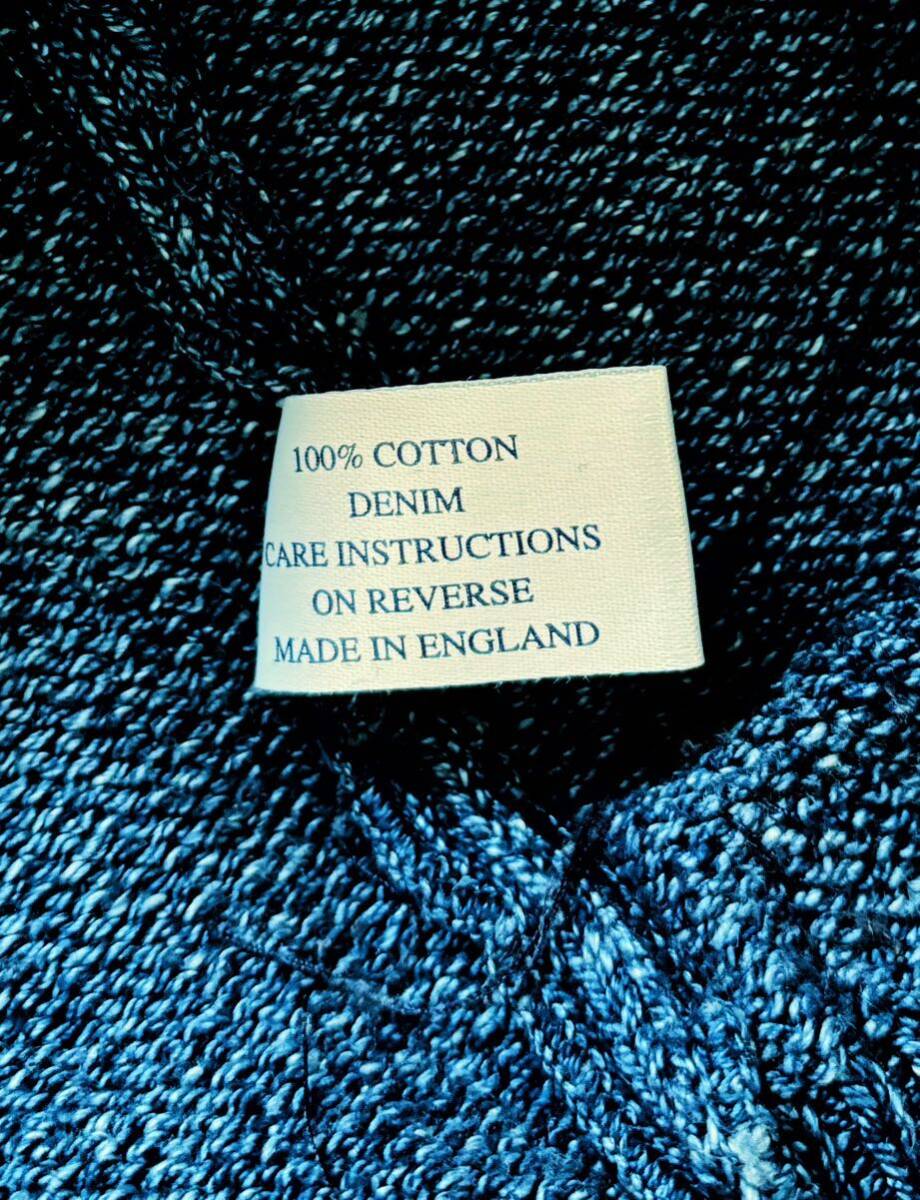 100% COTTON
DENIM
CARE INSTRUCTIONS
ON REVERSE
MADE IN ENGLAND